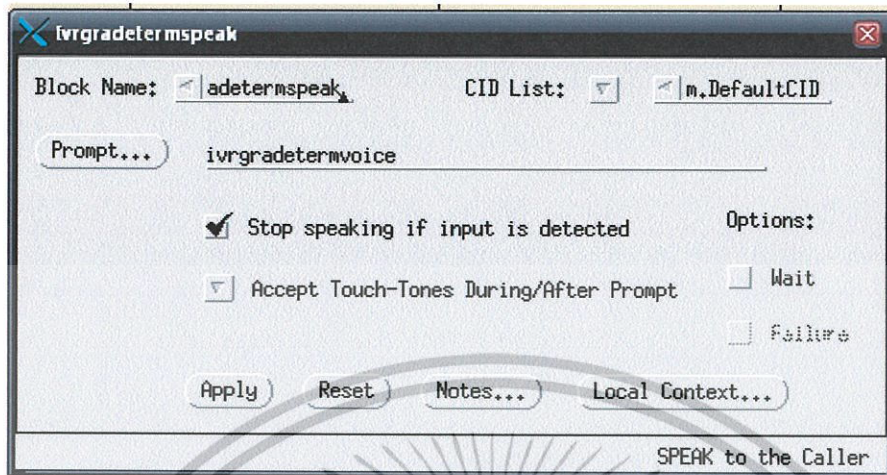 ivrgradetermspeak
Block Name: adetermspeak CID List: m.DefaultCID
Prompt... ivrgradetermvoice
Stop speaking if input is detected Options:
Accept Touch-Tones During/After Prompt Wait
Failure
Apply Reset Notes... Local Context...
SPEAK to the Caller